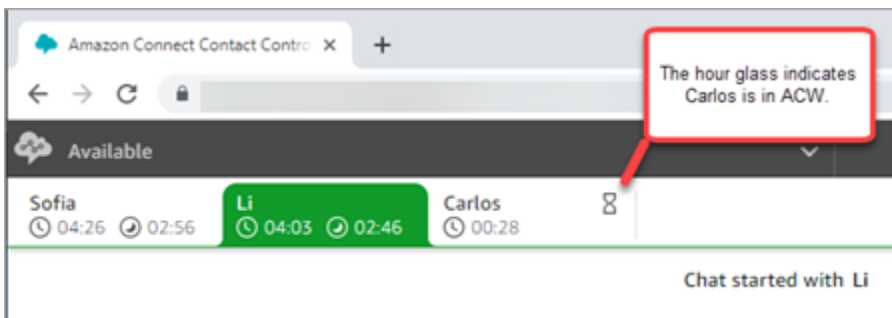 Amazon Connect Contact Contro
The hour glass indicates
Carlos is in ACW.
Available
Sofia
04:26 02:56
Li
04:03 02:46
Carlos
00:28
Chat started with Li